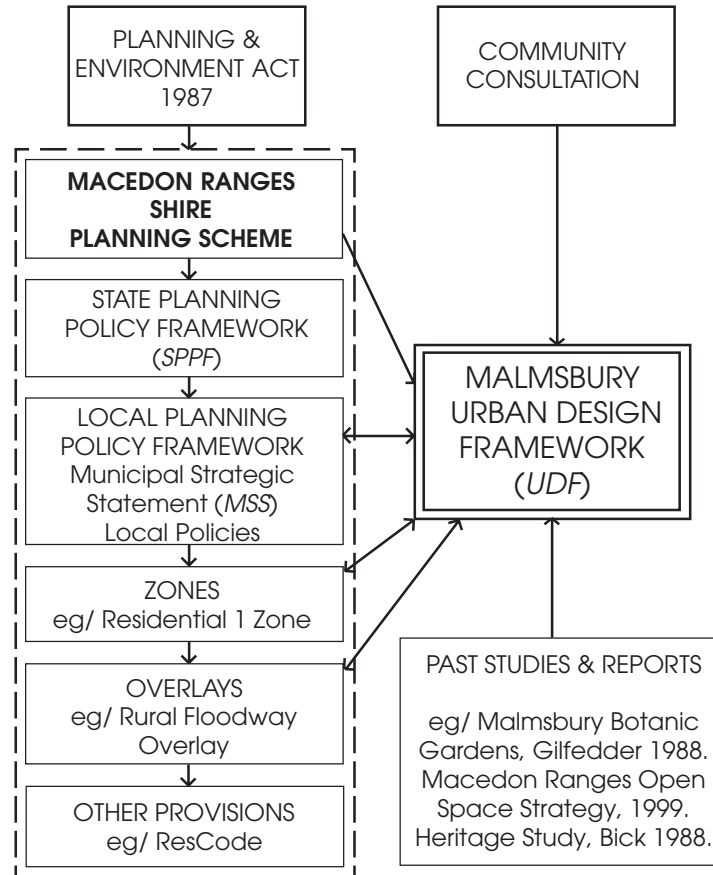 PLANNING &
ENVIRONMENT ACT
1987
COMMUNITY
CONSULTATION
MACEDON RANGES
SHIRE
PLANNING SCHEME
STATE PLANNING
POLICY FRAMEWORK
(SPPF)
LOCAL PLANNING
POLICY FRAMEWORK
Municipal Strategic
Statement (MSS)
Local Policies
ZONES
eg/ Residential 1 Zone
OVERLAYS
eg/ Rural Floodway
Overlay
OTHER PROVISIONS
eg/ ResCode
MALMSBURY
URBAN DESIGN
FRAMEWORK
(UDF)
PAST STUDIES & REPORTS
eg/ Malmsbury Botanic
Gardens, Gilfedder 1988.
Macedon Ranges Open
Space Strategy, 1999.
Heritage Study, Bick 1988.